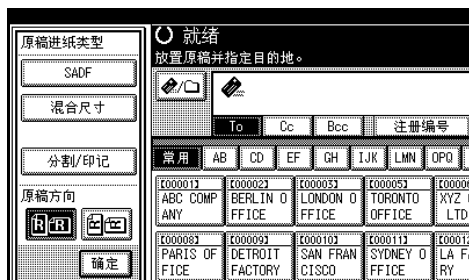 原稿进纸类型
SADF
混合尺寸
分割/印记
原稿方向
R R
确定
就绪
放置原稿并指定目的地。
To Cc Bcc 注册编号
常用 AB CD EF GH IJK LMN OPQ
[00001] [00002] [00003] [00005]
ABC COMP BERLIN O LONDON O TORONTO XYZ
ANY FFICE FFICE OFFICE LTD
[00008] [00009] [00010] [00011]
PARIS OF DETROIT SAN FRAN SYDNEY O LA F
FICE FACTORY CISCO FFICE RY